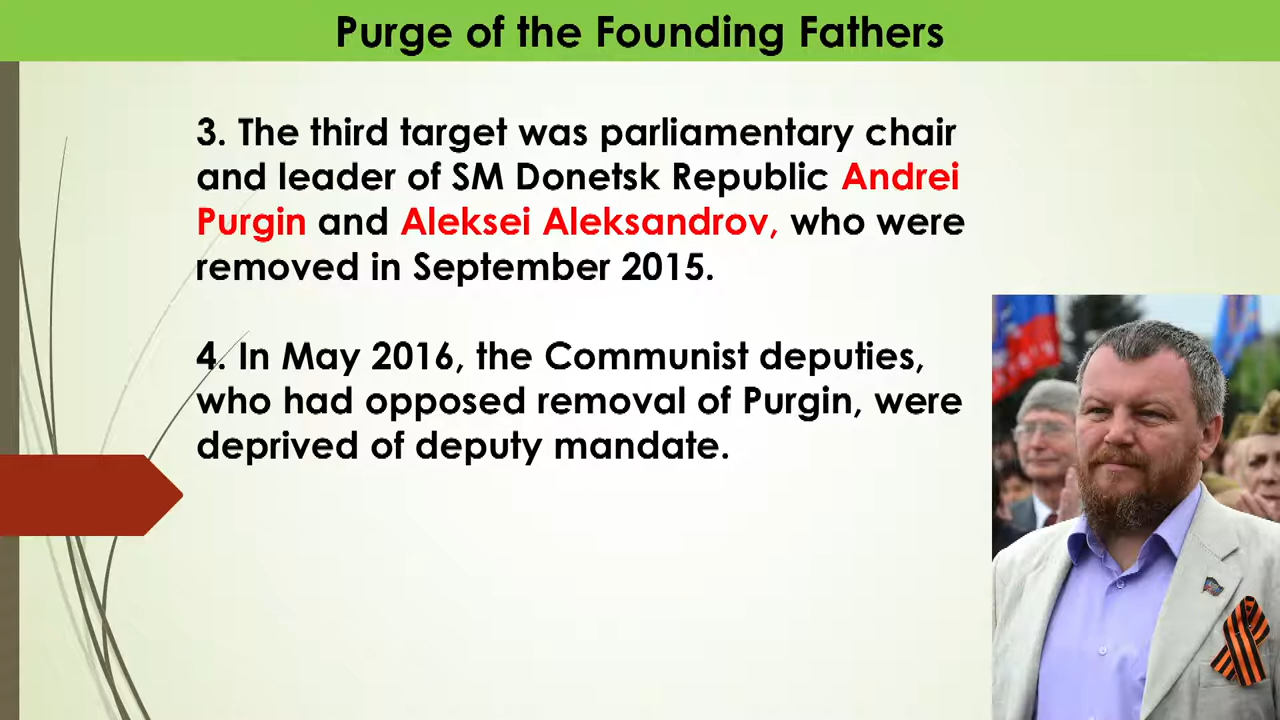 Purge of the Founding Fathers
3. The third target was parliamentary chair
and leader of SM Donetsk Republic Andrei
Purgin and Aleksei Aleksandrov, who were
removed in September 2015.
4. In May 2016, the Communist deputies,
who had opposed removal of Purgin, were
deprived of deputy mandate.